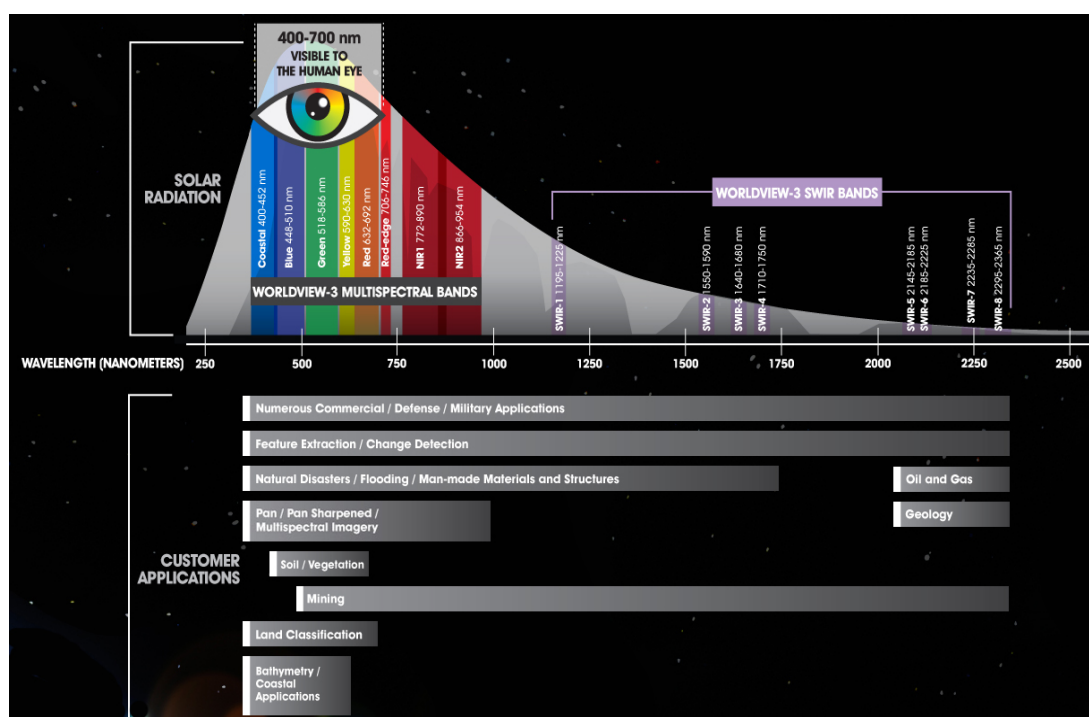 400-700 nm
VISIBLE TO
THE HUMAN EYE
SOLAR
RADIATION
Coastal 400-452 nm
Blue 448-510 nm
Green 518-586 nm
Yellow 590-630 nm
Red 632-692 nm
Red-edge 706-746 nm
NIR1 772-890 nm
NIR2 866-954 nm
WORLDVIEW-3 MULTISPECTRAL BANDS
WORLDVIEW-3 SWIR BANDS
SWIR-1 1195-1225 nm
SWIR-2 1550-1590 nm
SWIR-3 1640-1680 nm
SWIR-4 1710-1750 nm
SWIR-5 2145-2185 nm
SWIR-6 2185-2225 nm
SWIR-7 2235-2285 nm
SWIR-8 2295-2365 nm
WAVELENGTH (NANOMETERS) 250 500 750 1000 1250 1500 1750 2000 2250 2500
CUSTOMER
APPLICATIONS
Numerous Commercial / Defense / Military Applications
Feature Extraction / Change Detection
Natural Disasters / Flooding / Man-made Materials and Structures
Oil and Gas
Pan / Pan Sharpened /
Multispectral Imagery
Geology
Soil / Vegetation
Mining
Land Classification
Bathymetry /
Coastal
Applications